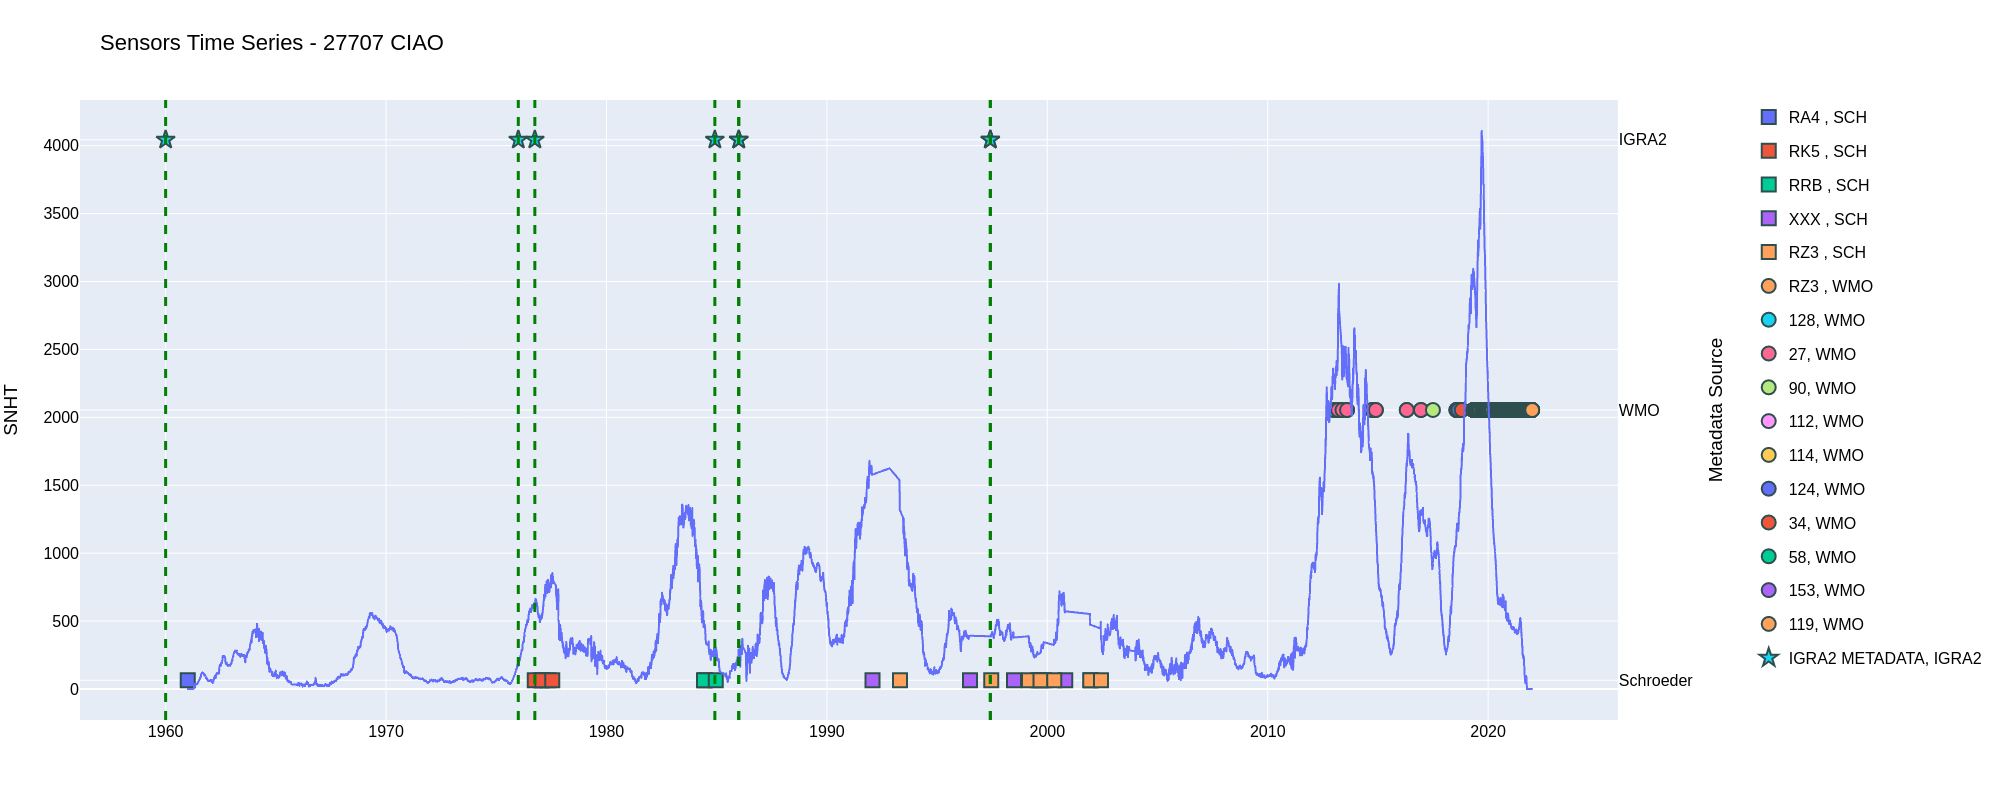 Sensors Time Series - 27707 CIAO
SNHT
4000
3500
3000
2500
2000
1500
1000
500
0
1960
1970
1980
1990
2000
2010
2020
IGRA2
WMO
Schroeder
Metadata Source
RA4 , SCH
RK5 , SCH
RRB , SCH
XXX , SCH
RZ3 , SCH
RZ3 , WMO
128, WMO
27, WMO
90, WMO
112, WMO
114, WMO
124, WMO
34, WMO
58, WMO
153, WMO
119, WMO
IGRA2 METADATA, IGRA2